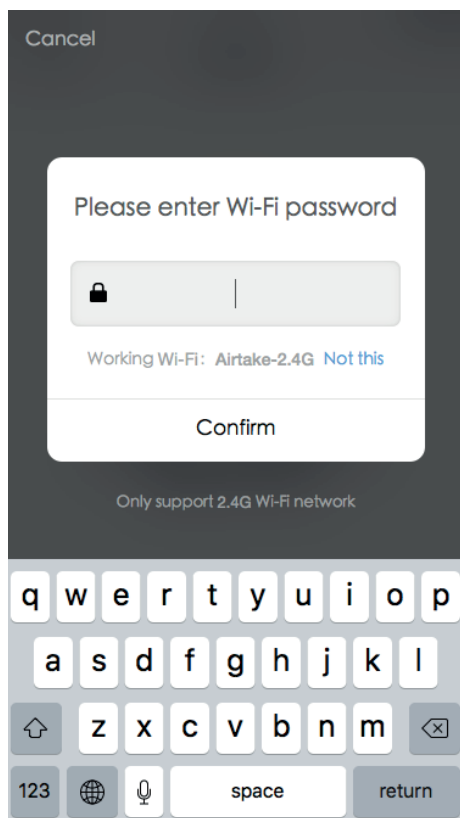 Cancel
Please enter Wi-Fi password
Working Wi-Fi: Airtake-2.4G Not this
Confirm
Only support 2.4G Wi-Fi network
q w e r t y u i o p
a s d f g h j k l
z x c v b n m
123 space return